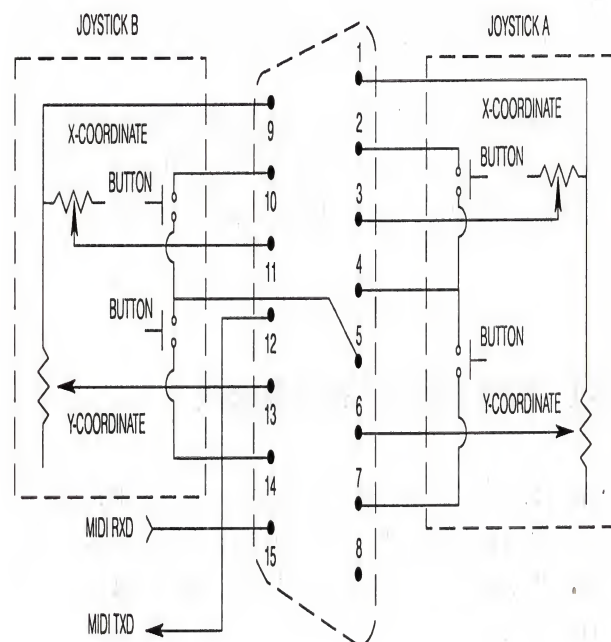 JOYSTICK B
JOYSTICK A
1
9
2
X-COORDINATE
X-COORDINATE
BUTTON
BUTTON
10
3
11
4
BUTTON
BUTTON
12
5
13
6
Y-COORDINATE
Y-COORDINATE
14
7
MIDI RXD
15
8
MIDI TXD